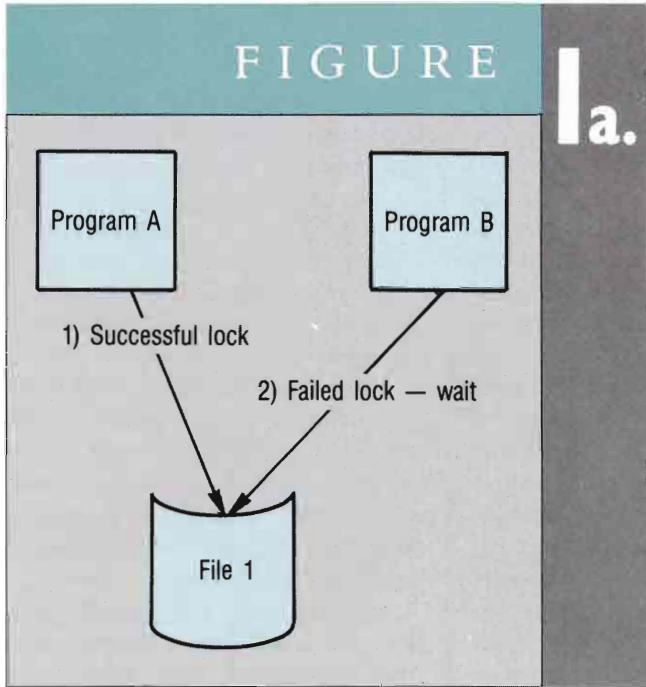 FIGURE
1a.
Program A
Program B
1) Successful lock
2) Failed lock — wait
File 1